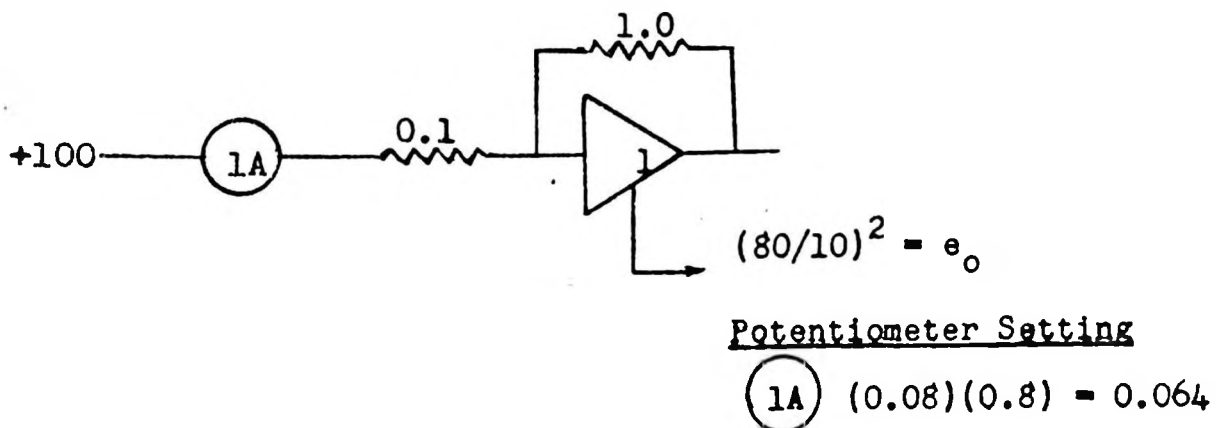 1.0
0.1
+100
1A
1
(80/10)² = e₀
Potentiometer Setting
1A (0.08)(0.8) = 0.064